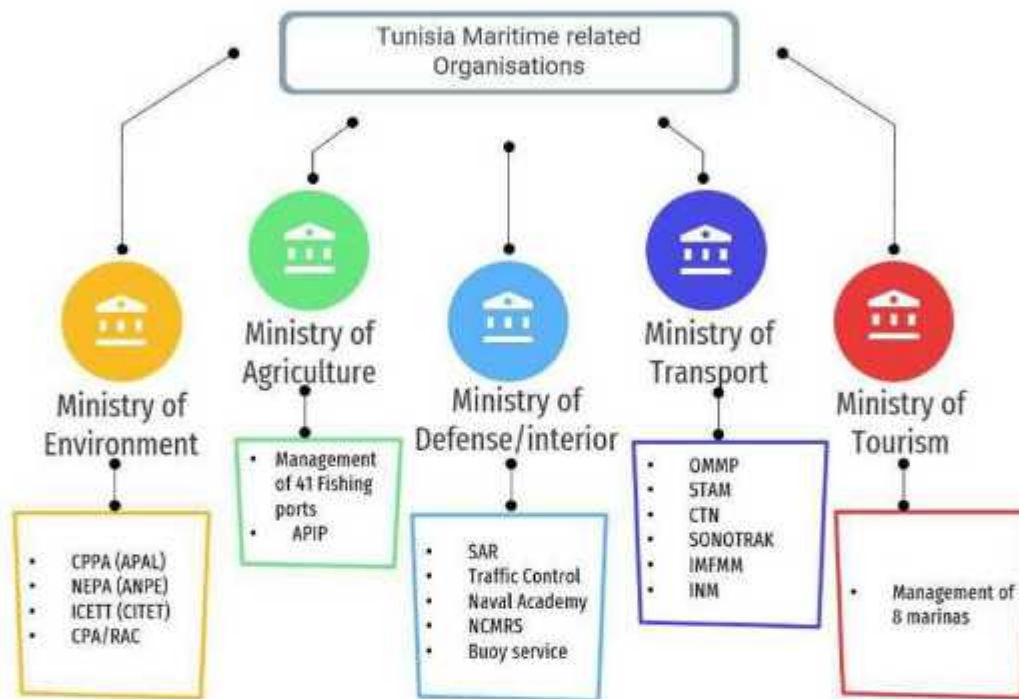 Tunisia Maritime related
Organisations
Ministry of
Environment
• CPPA (APAL)
• NEPA (ANPE)
• ICETT (CITET)
• CPA/RAC
Ministry of
Agriculture
• Management
of 41 Fishing
ports
• APIP
Ministry of
Defense/interior
• SAR
• Traffic Control
• Naval Academy
• NCMRS
• Buoy service
Ministry of
Transport
• OMMP
• STAM
• CTN
• SONOTRAK
• IMFMM
• INM
Ministry of
Tourism
• Management of
8 marinas